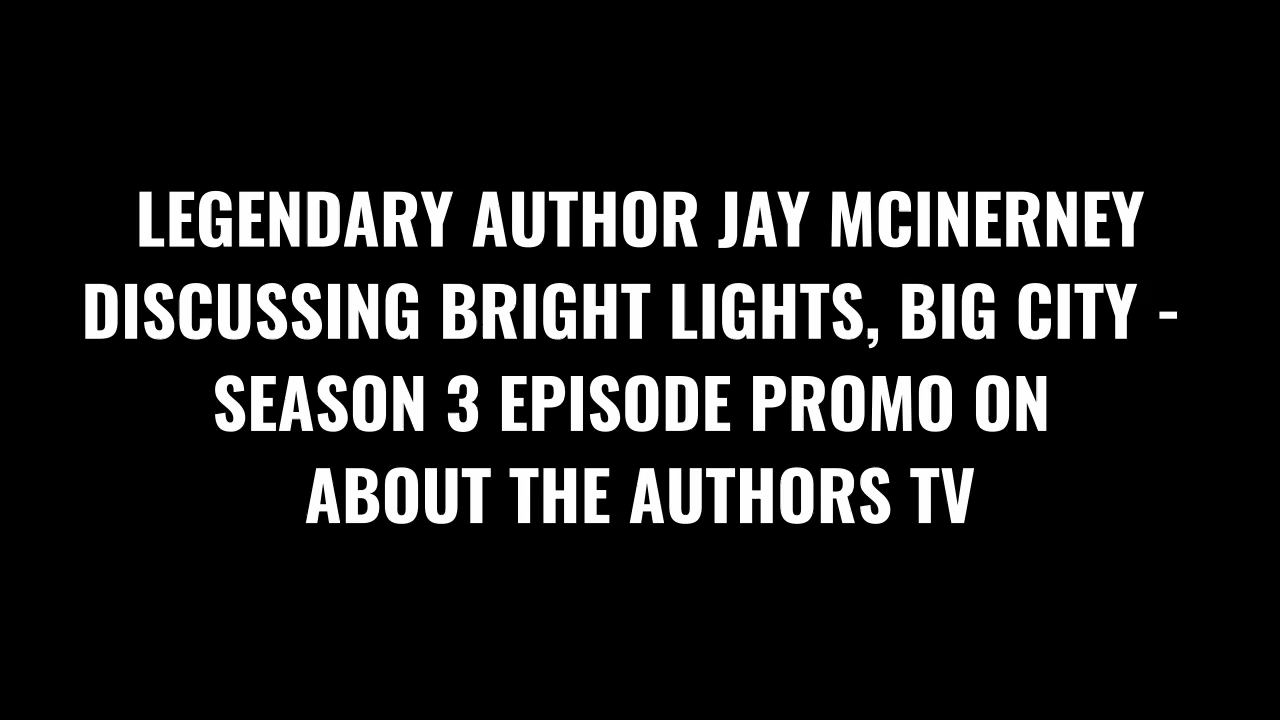 LEGENDARY AUTHOR JAY MCINERNEY
DISCUSSING BRIGHT LIGHTS, BIG CITY -
SEASON 3 EPISODE PROMO ON
ABOUT THE AUTHORS TV